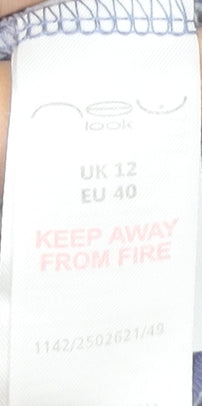 new
look
UK 12
EU 40
KEEP AWAY
FROM FIRE
1142/2502621/49